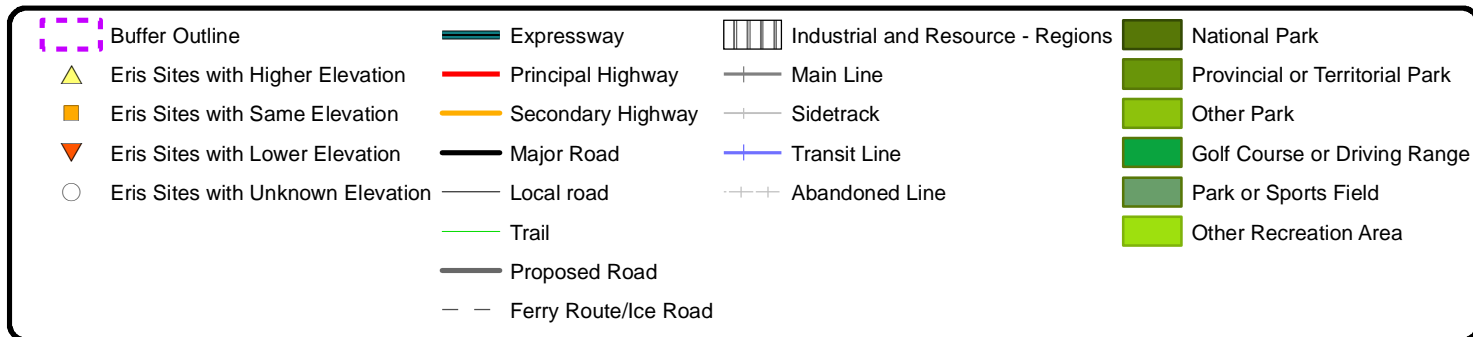 Buffer Outline
Eris Sites with Higher Elevation
Eris Sites with Same Elevation
Eris Sites with Lower Elevation
Eris Sites with Unknown Elevation
Expressway
Principal Highway
Secondary Highway
Major Road
Local road
Trail
Proposed Road
Ferry Route/Ice Road
Industrial and Resource - Regions
Main Line
Sidetrack
Transit Line
Abandoned Line
National Park
Provincial or Territorial Park
Other Park
Golf Course or Driving Range
Park or Sports Field
Other Recreation Area